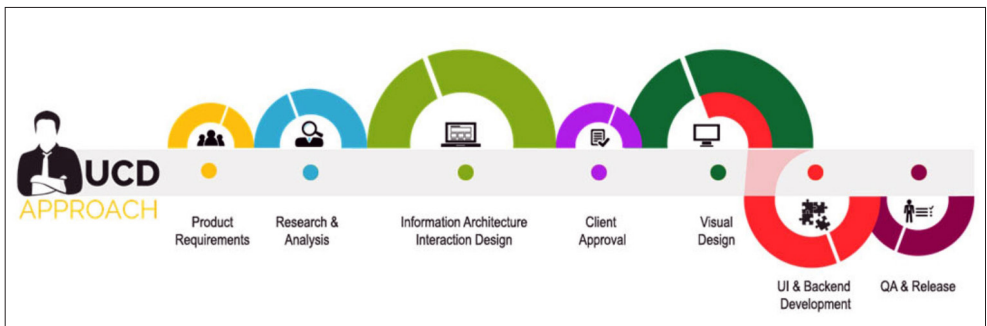 UCD
APPROACH
Product
Requirements
Research &
Analysis
Information Architecture
Interaction Design
Client
Approval
Visual
Design
UI & Backend
Development
QA & Release